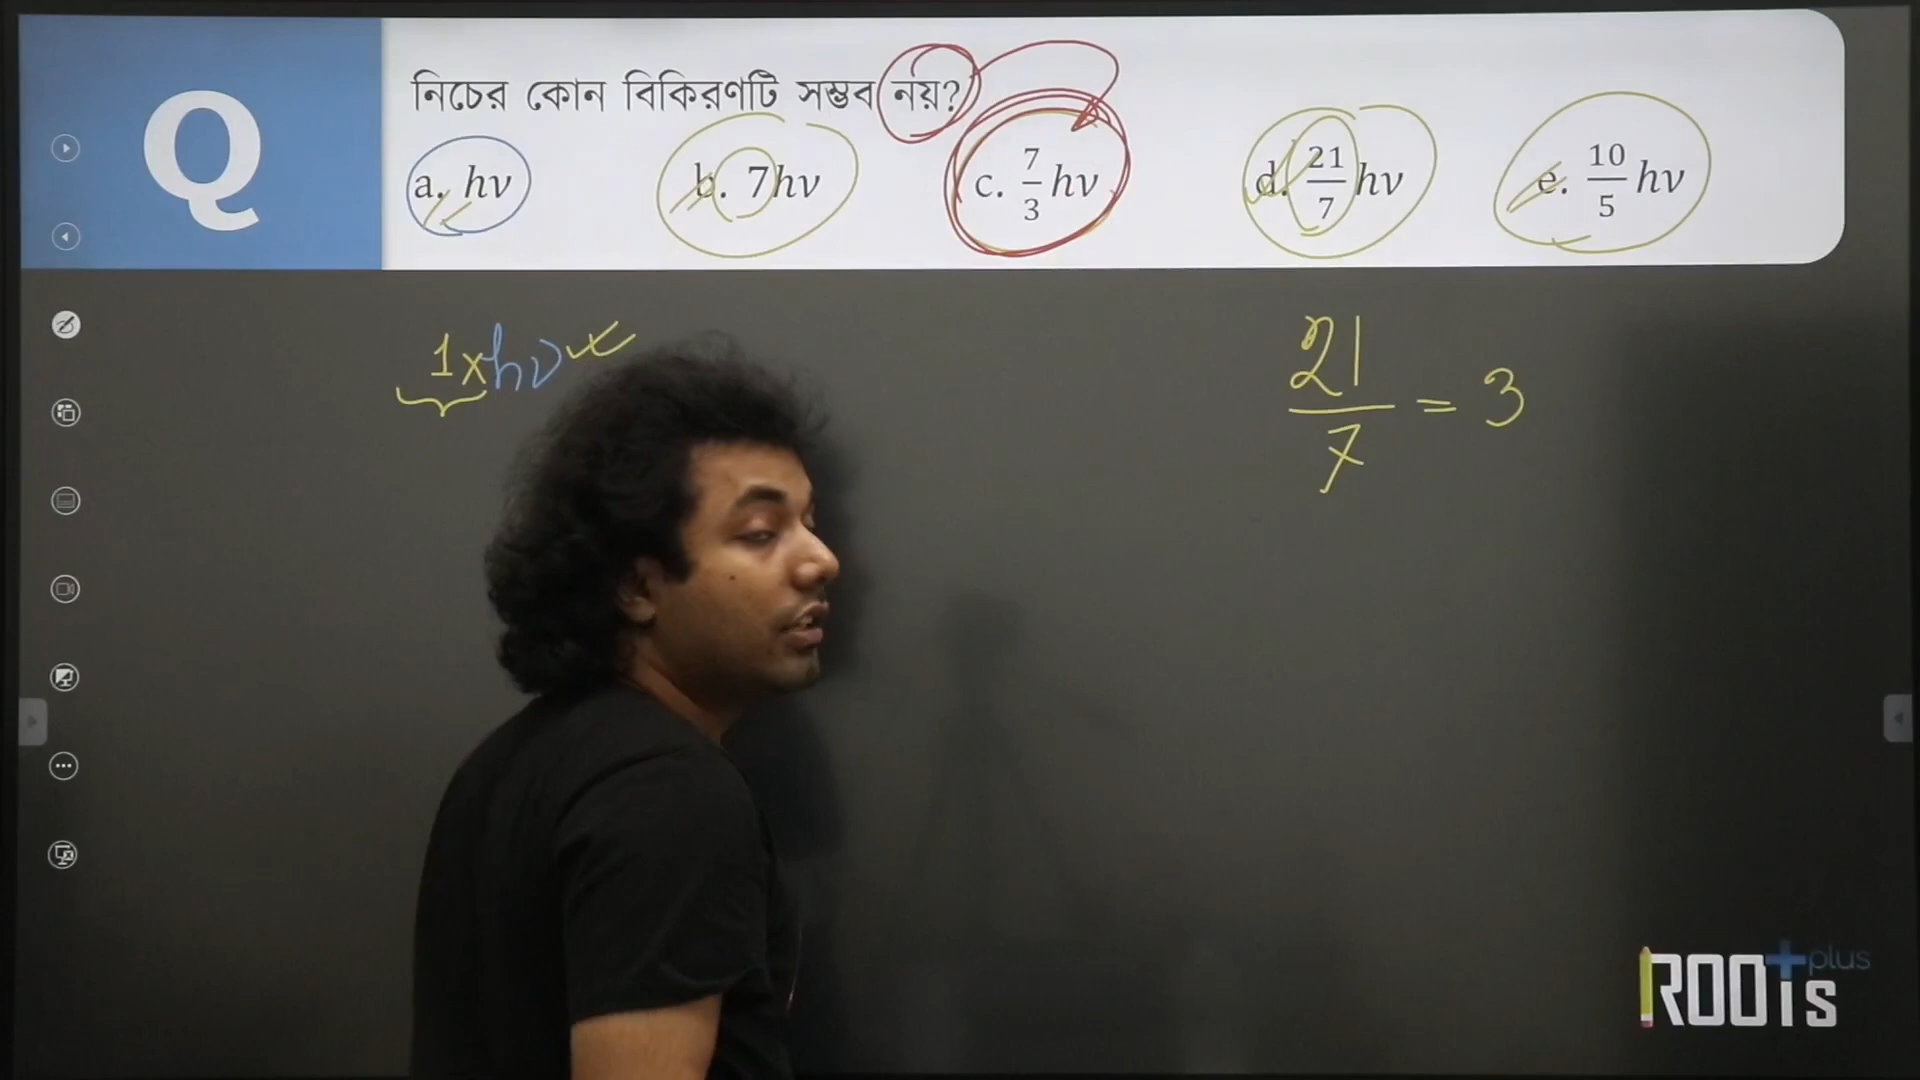 Q
নিচের কোন বিকিরণটি সম্ভব নয়?
a. hν b. 7hν c. 7/3 hν d. 21/7 hν e. 10/5 hν
1×hν
21/7 = 3
ROOTs plus